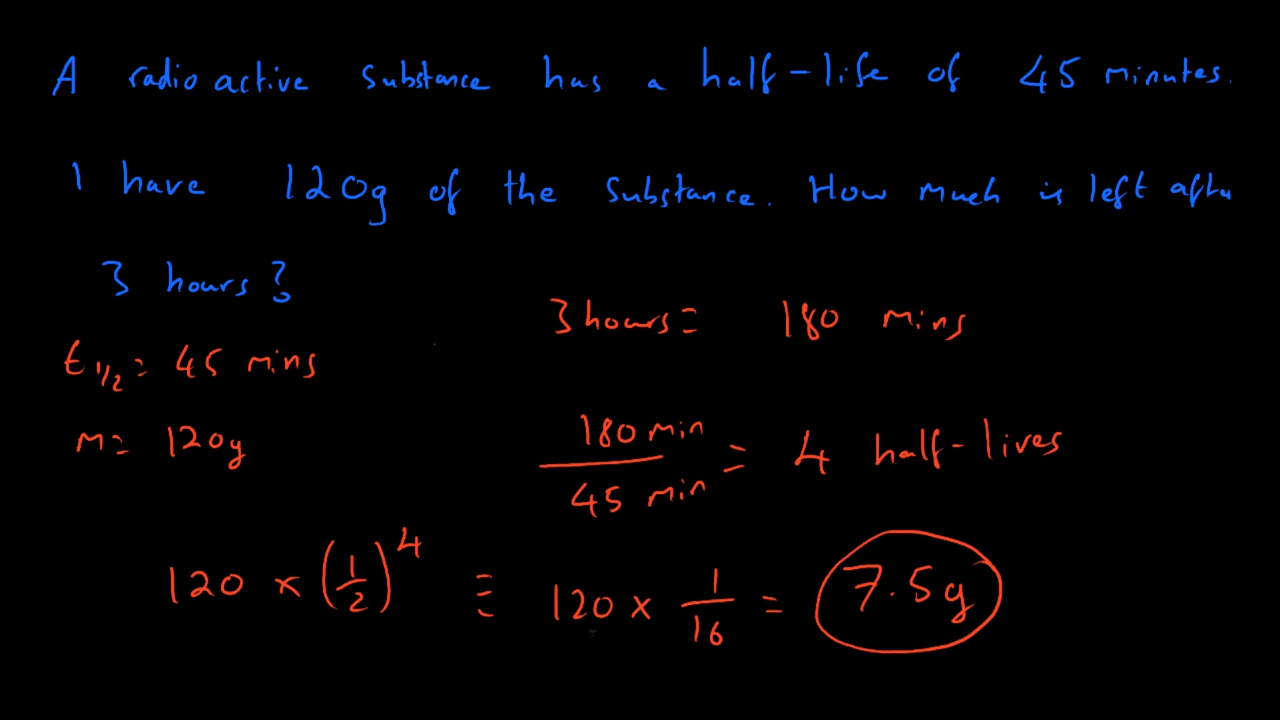 A radioactive substance has a half-life of 45 minutes.
I have 120g of the substance. How much is left after
3 hours?
3 hours = 180 mins
t1/2 = 45 mins
m = 120g
180 min / 45 min = 4 half-lives
120 × (1/2)^4 ≡ 120 × 1/16 = 7.5g